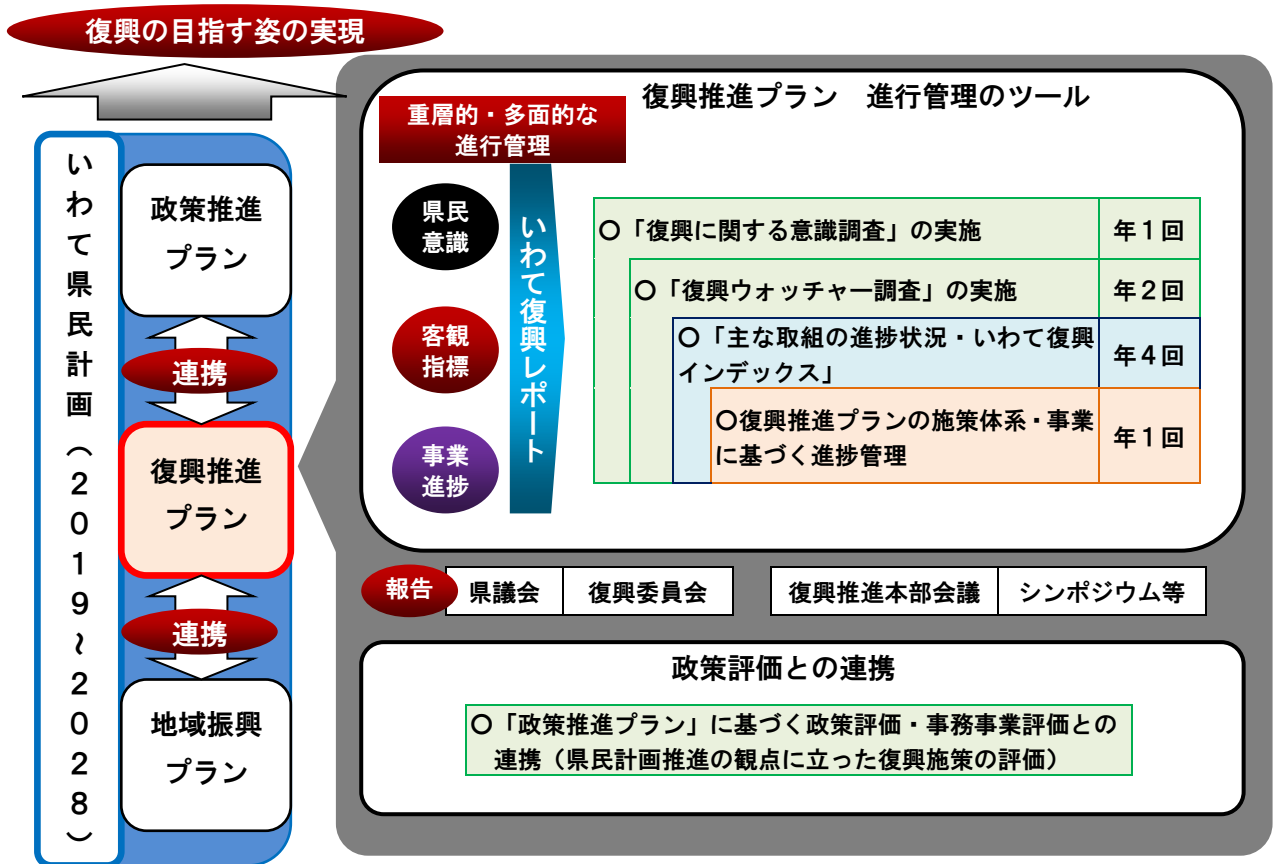 復興の目指す姿の実現
いわて県民計画（2019~2028）
政策推進
プラン
連携
復興推進
プラン
連携
地域振興
プラン
復興推進プラン　進行管理のツール
重層的・多面的な
進行管理
県民
意識
客観
指標
事業
進捗
いわて復興レポート
○「復興に関する意識調査」の実施　年１回
○「復興ウォッチャー調査」の実施　年２回
○「主な取組の進捗状況・いわて復興
インデックス」　年４回
○復興推進プランの施策体系・事業
に基づく進捗管理　年１回
報告　県議会　復興委員会　復興推進本部会議　シンポジウム等
政策評価との連携
○「政策推進プラン」に基づく政策評価・事務事業評価との
連携（県民計画推進の観点に立った復興施策の評価）